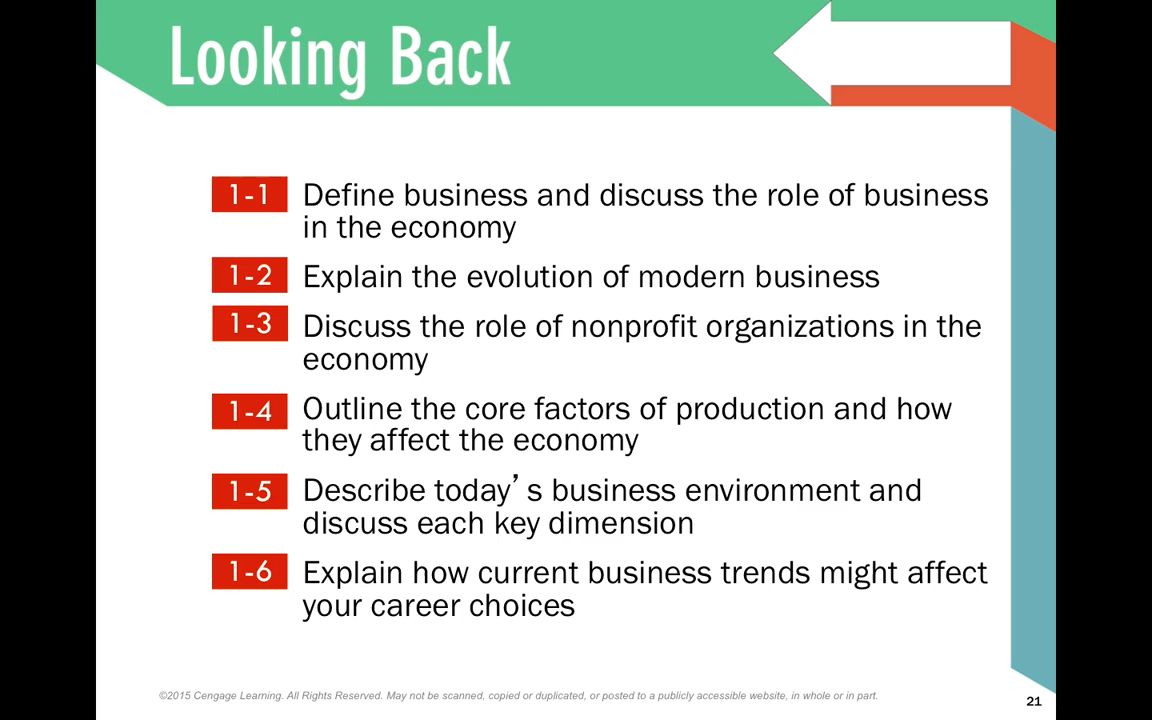 Looking Back
1-1 Define business and discuss the role of business
in the economy
1-2 Explain the evolution of modern business
1-3 Discuss the role of nonprofit organizations in the
economy
1-4 Outline the core factors of production and how
they affect the economy
1-5 Describe today’s business environment and
discuss each key dimension
1-6 Explain how current business trends might affect
your career choices
©2015 Cengage Learning. All Rights Reserved. May not be scanned, copied or duplicated, or posted to a publicly accessible website, in whole or in part.
21